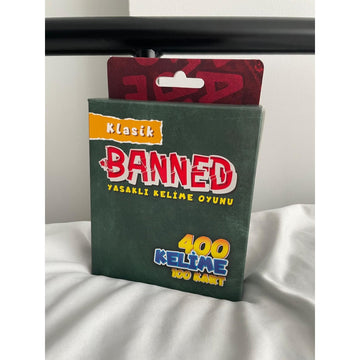 Klasik
BANNED
YASAKLI KELİME OYUNU
400
KELİME
100 KART